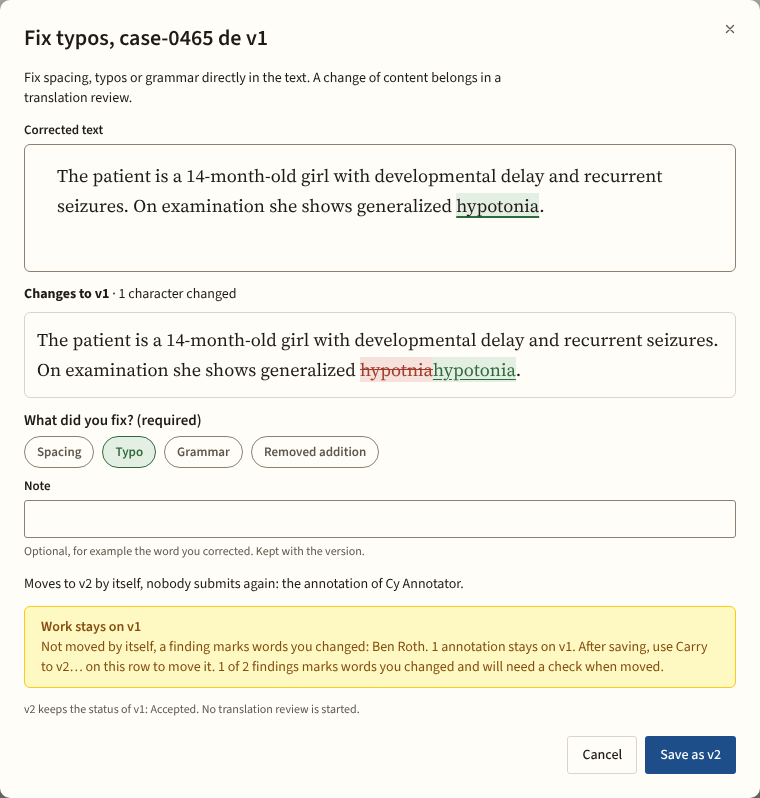 Fix typos, case-0465 de v1
×
Fix spacing, typos or grammar directly in the text. A change of content belongs in a
translation review.
Corrected text
The patient is a 14-month-old girl with developmental delay and recurrent
seizures. On examination she shows generalized hypotonia.
Changes to v1 · 1 character changed
The patient is a 14-month-old girl with developmental delay and recurrent seizures.
On examination she shows generalized hypotniahypotonia.
What did you fix? (required)
Spacing Typo Grammar Removed addition
Note
Optional, for example the word you corrected. Kept with the version.
Moves to v2 by itself, nobody submits again: the annotation of Cy Annotator.
Work stays on v1
Not moved by itself, a finding marks words you changed: Ben Roth. 1 annotation stays on v1. After saving, use Carry
to v2… on this row to move it. 1 of 2 findings marks words you changed and will need a check when moved.
v2 keeps the status of v1: Accepted. No translation review is started.
Cancel Save as v2